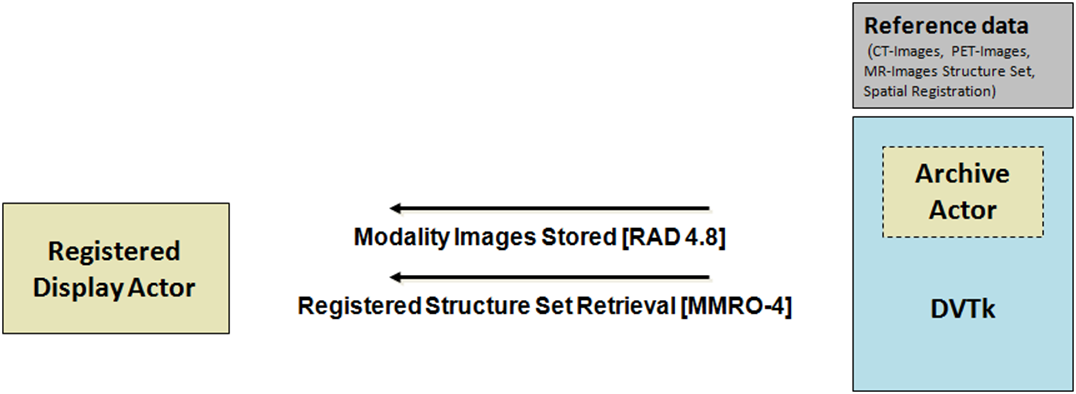 Reference data
(CT-Images, PET-Images,
MR-Images Structure Set,
Spatial Registration)
Archive
Actor
Modality Images Stored [RAD 4.8]
Registered
Display Actor
Registered Structure Set Retrieval [MMRO-4]
DVTk